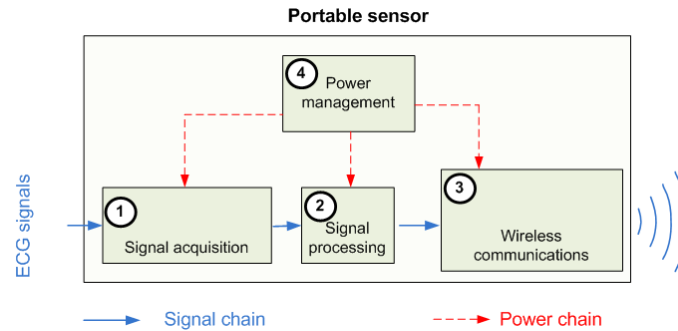 Portable sensor
4
Power
management
ECG signals
1
Signal acquisition
2
Signal
processing
3
Wireless
communications
Signal chain
Power chain